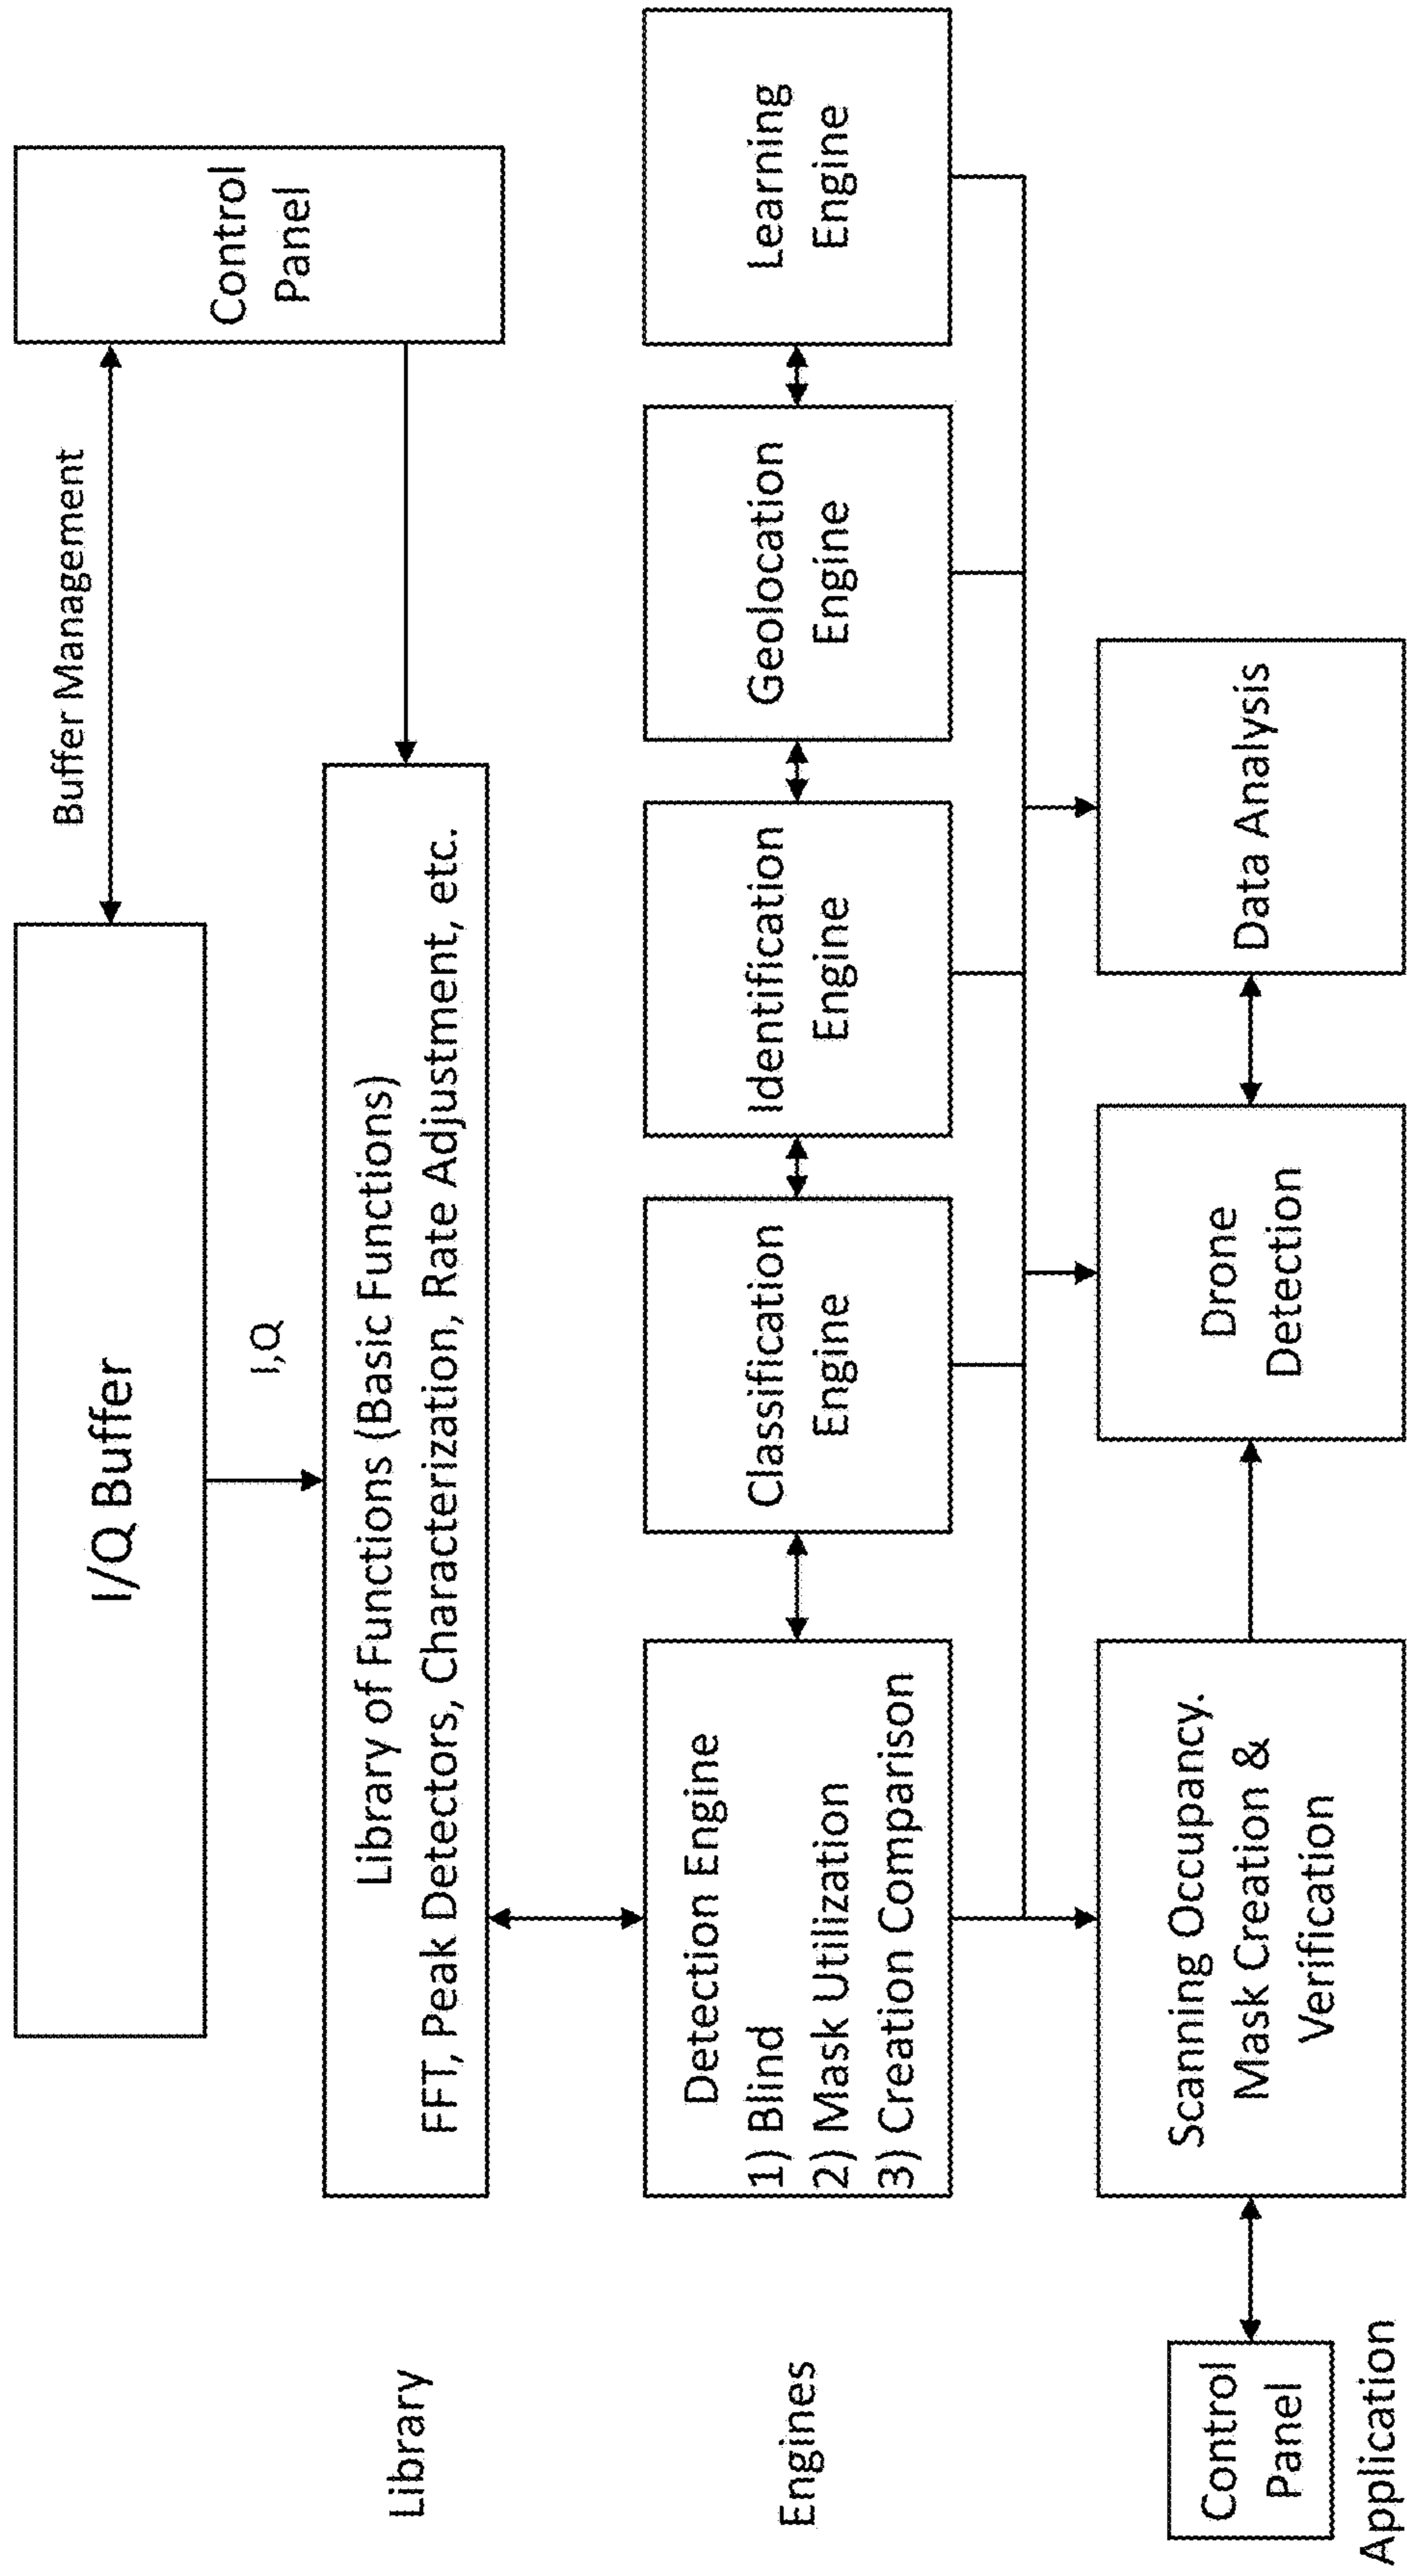 I/Q Buffer
Buffer Management
Control
Panel
I,Q
Library
Library of Functions (Basic Functions)
FFT, Peak Detectors, Characterization, Rate Adjustment, etc.
Engines
Detection Engine
1) Blind
2) Mask Utilization
3) Creation Comparison
Classification
Engine
Identification
Engine
Geolocation
Engine
Learning
Engine
Control
Panel
Application
Scanning Occupancy.
Mask Creation &
Verification
Drone
Detection
Data Analysis